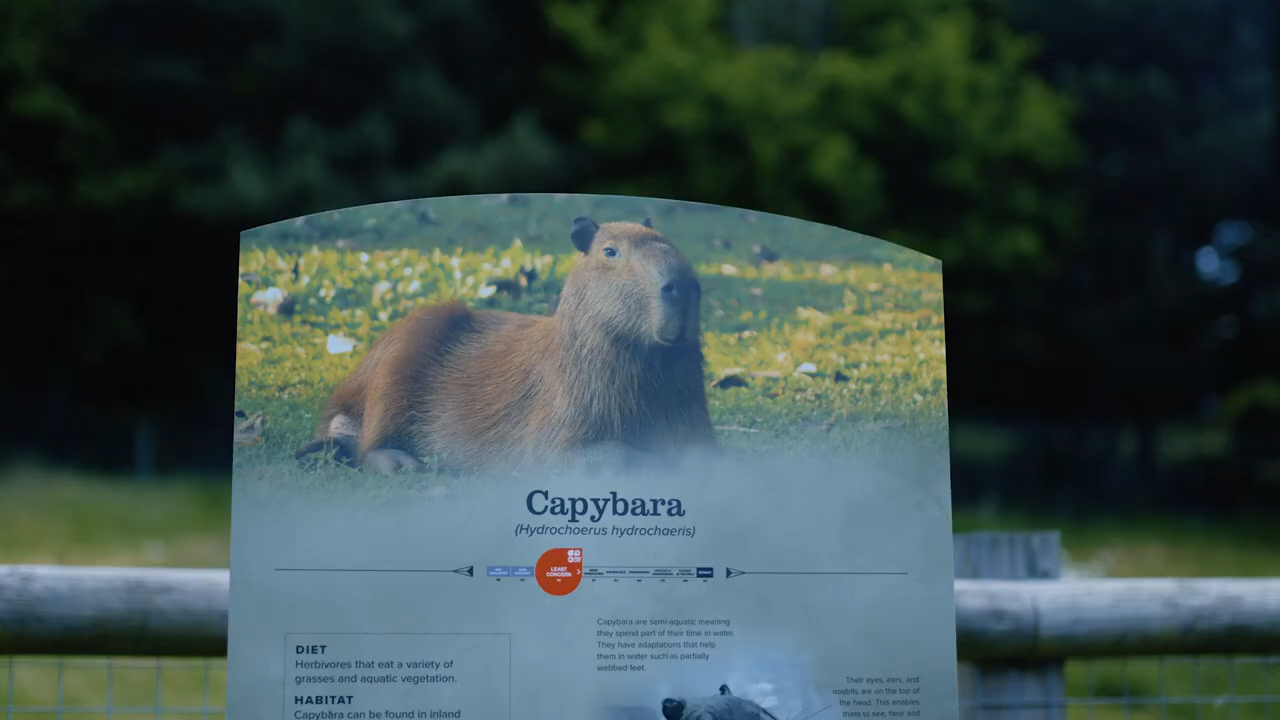 Capybara
(Hydrochoerus hydrochaeris)
LEAST
CONCERN
Capybara are semi-aquatic meaning
they spend part of their time in water.
They have adaptations that help
them in water such as partially
webbed feet.
DIET
Herbivores that eat a variety of
grasses and aquatic vegetation.
HABITAT
Capybara can be found in inland
Their eyes, ears, and
nostrils are on the top of
the head. This enables
them to see, hear and